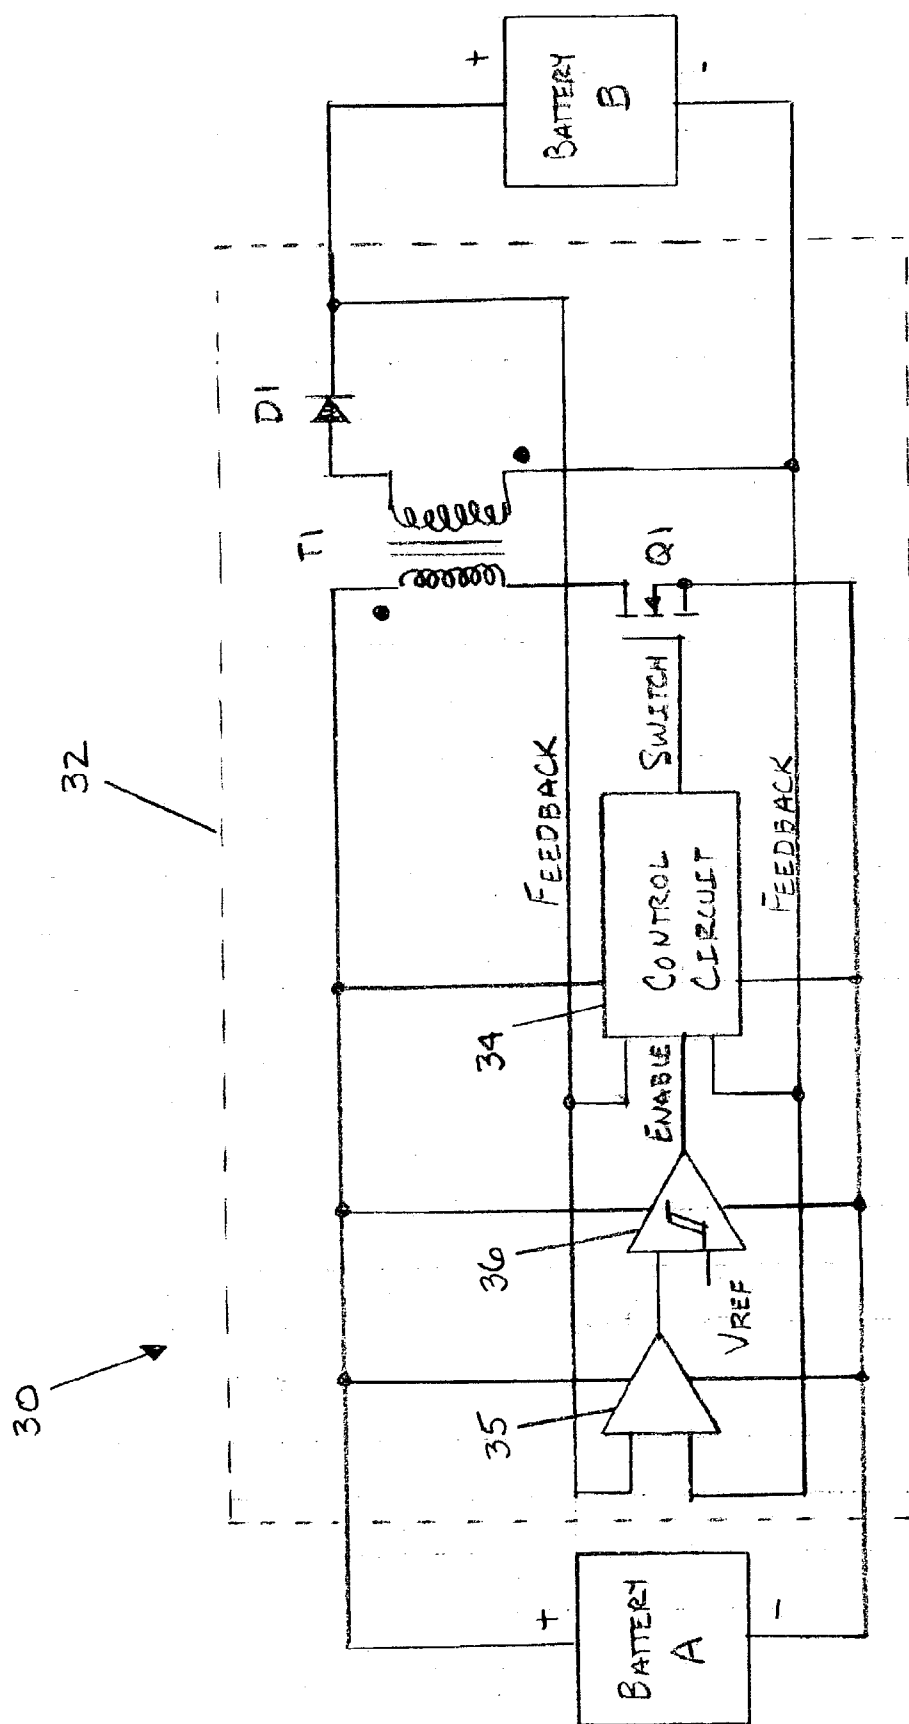 30
32
BATTERY
A
+
-
35
36
VREF
ENABLE
34
CONTROL
CIRCUIT
FEEDBACK
FEEDBACK
SWITCH
Q1
T1
D1
+
-
BATTERY
B